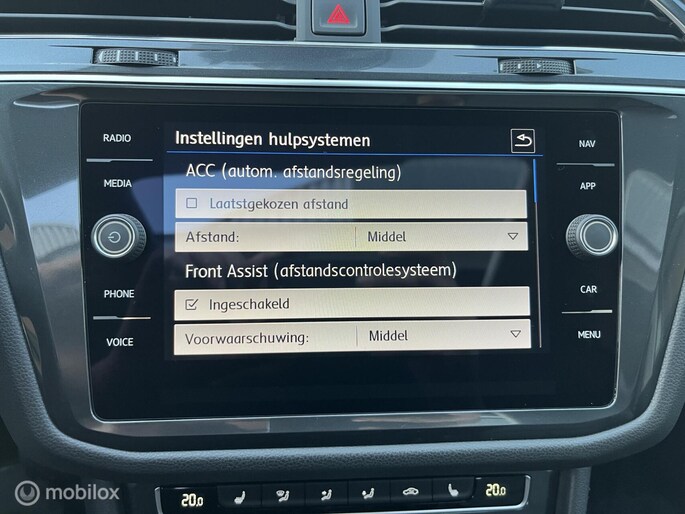 RADIO
MEDIA
PHONE
VOICE
Instellingen hulpsystemen
ACC (autom. afstandsregeling)
Laatstgekozen afstand
Afstand: Middel
Front Assist (afstandscontrolesysteem)
Ingeschakeld
Voorwaarschuwing: Middel
NAV
APP
CAR
MENU
20.0
20.0
mobilox